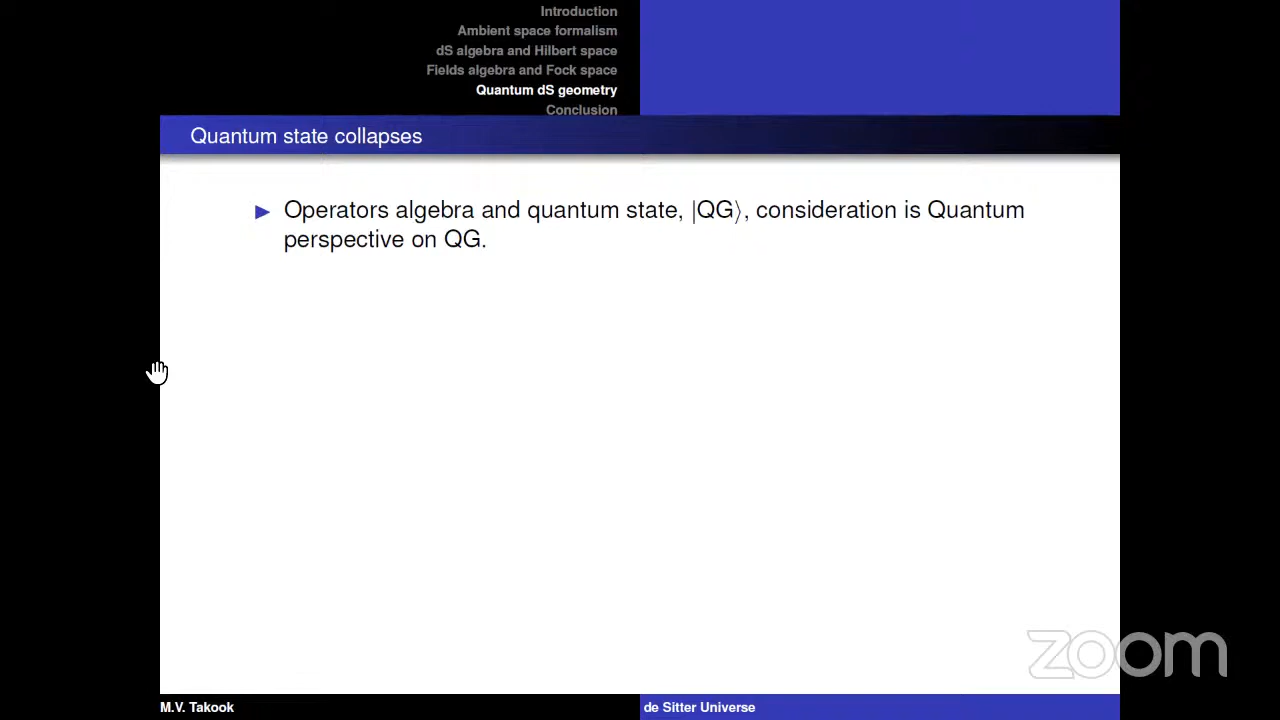 Introduction
Ambient space formalism
dS algebra and Hilbert space
Fields algebra and Fock space
Quantum dS geometry
Conclusion
Quantum state collapses
Operators algebra and quantum state, |QG⟩, consideration is Quantum
perspective on QG.
zoom
M.V. Takook
de Sitter Universe